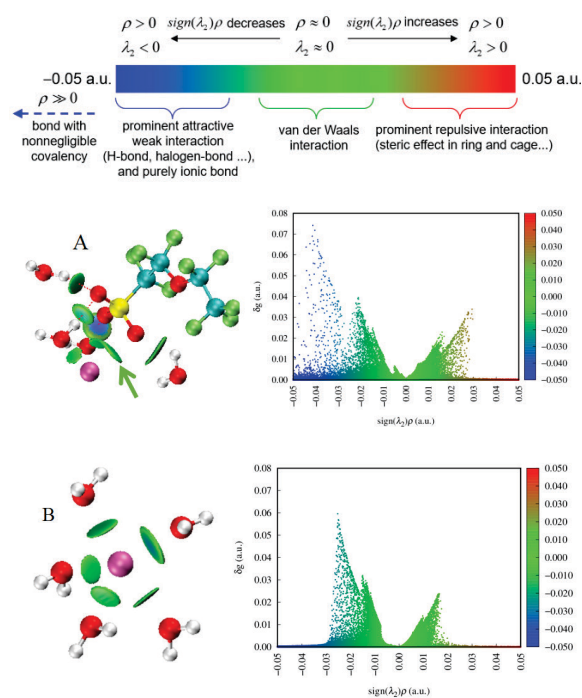 ρ > 0 sign(λ₂)ρ decreases ρ ≈ 0 sign(λ₂)ρ increases ρ > 0
λ₂ < 0 λ₂ ≈ 0 λ₂ > 0
−0.05 a.u. 0.05 a.u.
ρ ≫ 0
bond with
nonnegligible
covalency
prominent attractive
weak interaction
(H-bond, halogen-bond ...),
and purely ionic bond
van der Waals
interaction
prominent repulsive interaction
(steric effect in ring and cage...)
A
δg (a.u.)
0.08
0.07
0.06
0.05
0.04
0.03
0.02
0.01
0.00
-0.05 -0.04 -0.03 -0.02 -0.01 0.00 0.01 0.02 0.03 0.04 0.05
sign(λ₂)ρ (a.u.)
0.050
0.040
0.030
0.020
0.010
0.000
-0.010
-0.020
-0.030
-0.040
-0.050
B
δg (a.u.)
0.08
0.07
0.06
0.05
0.04
0.03
0.02
0.01
0.00
-0.05 -0.04 -0.03 -0.02 -0.01 0.00 0.01 0.02 0.03 0.04 0.05
sign(λ₂)ρ (a.u.)
0.050
0.040
0.030
0.020
0.010
0.000
-0.010
-0.020
-0.030
-0.040
-0.050